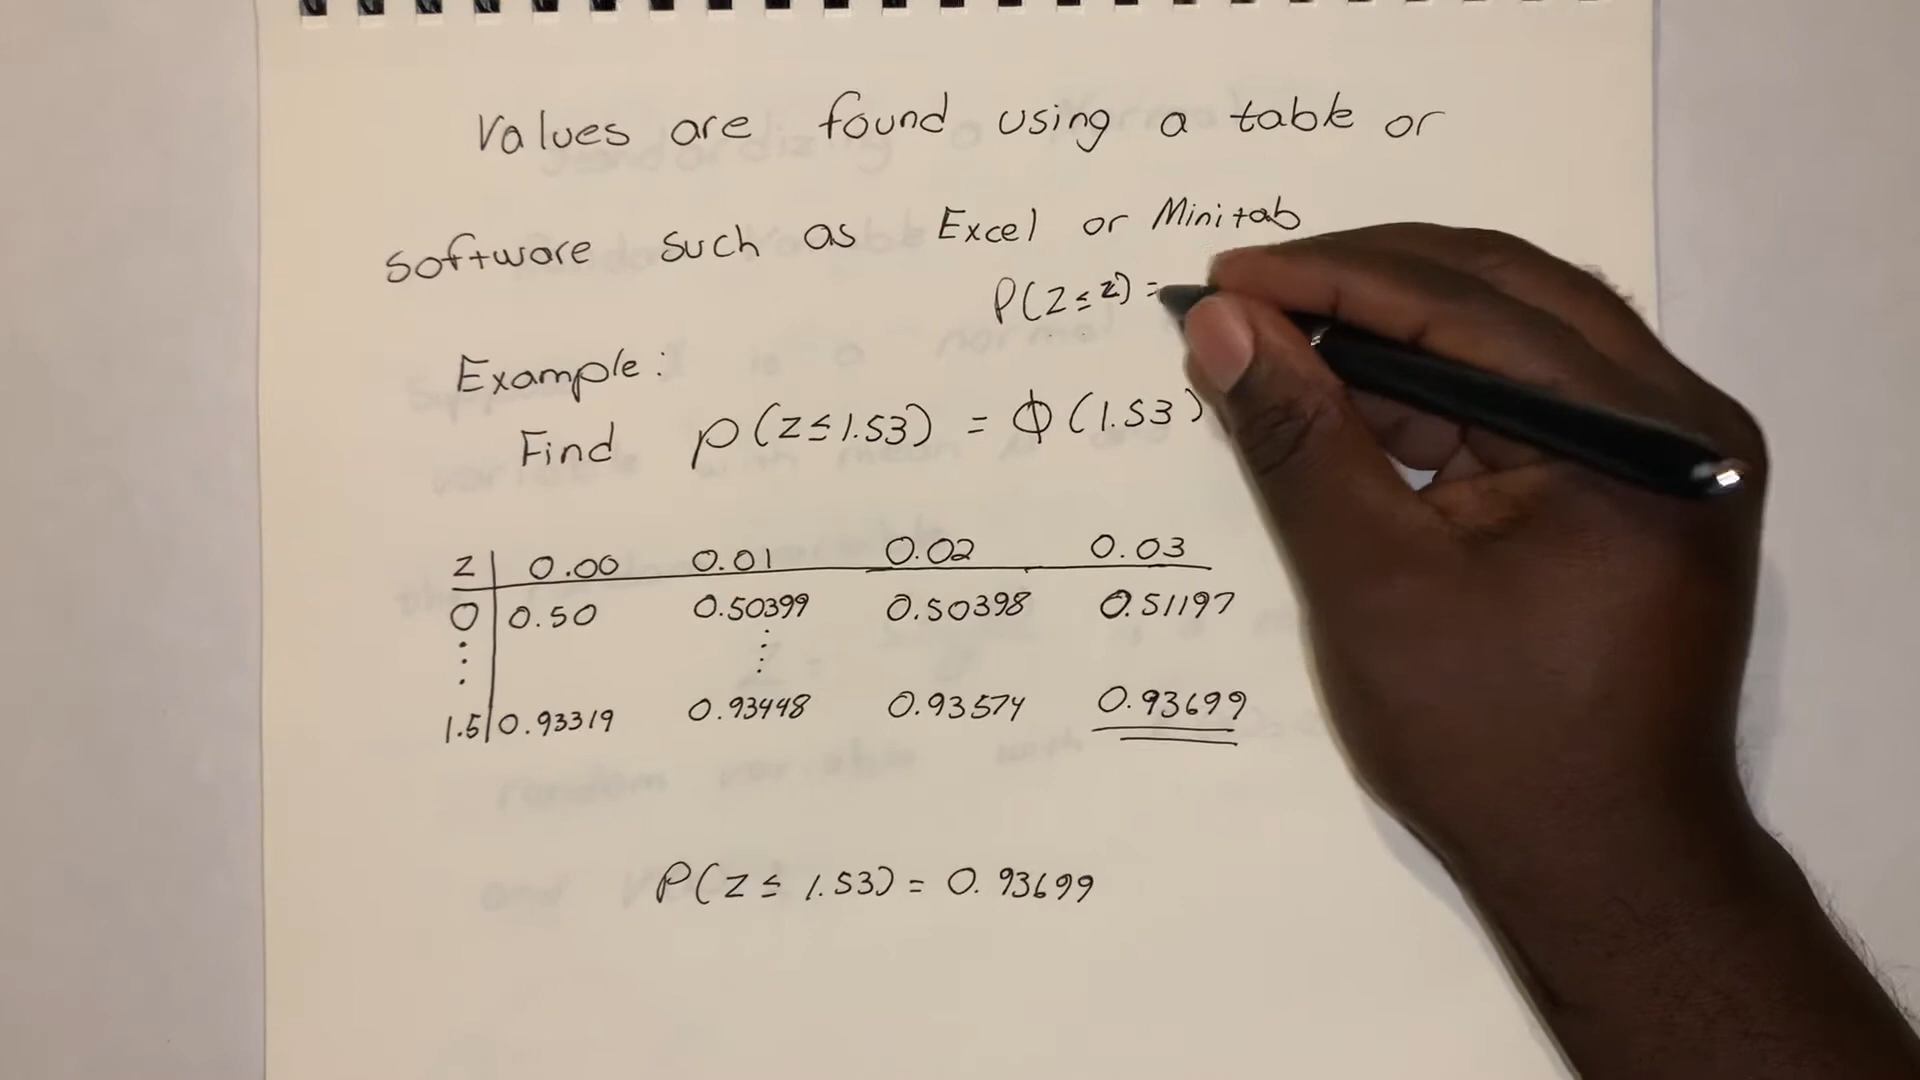 Values are found using a table or
software such as Excel or Minitab
P(Z≤z) =
Example:
Find P(Z≤1.53) = Φ(1.53)
Z 0.00 0.01 0.02 0.03
0 0.50 0.50399 0.50398 0.51197
⋮ ⋮
1.5 0.93319 0.93448 0.93574 0.93699
P(Z≤ 1.53) = 0.93699